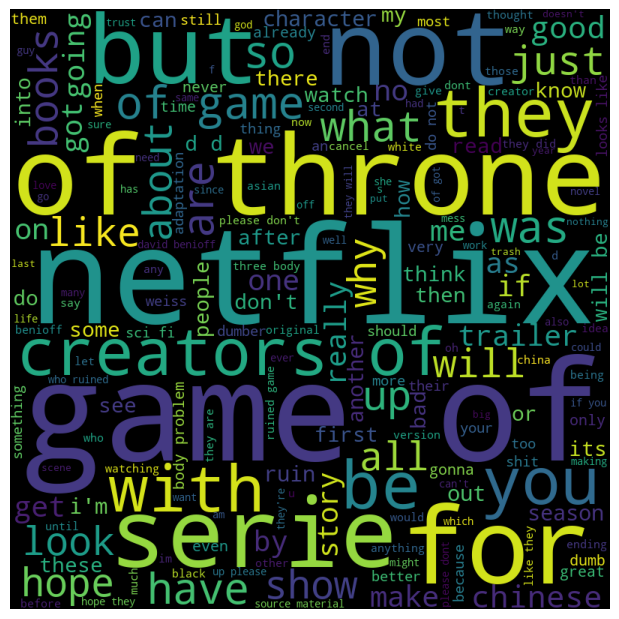 them
trust
still
god
character
my
most
way
thought
doesn't
guy
but
so
already
not
good
into
books
got
going
can
end
those
than
when
f
there
just
same
never
of
game
watch
no
at
had
give
dont
creator
know
sure
time
thing
we
an
cancel
what
second
now
they
looks like
of throne
need
d d
white
read
they did
year
love
go
has
about
are
since
asian
off
they will
she
s
put
how
do not
of got
mess
novel
on
like
adaptation
please don't
after
me
was
nothing
david benioff
well
very
work
trash
d
last
netflix
many
any
three body
one
why
as
if
will be
do
say
weiss
people
don't
think
then
again
lot
life
some
sci fi
dumber
original
really
should
trailer
also
idea
benioff
let
creators of
ever
another
oh
will
china
could
something
who ruined
game of
more
their
up
being
see
who
body problem
they are
ruined game
version
bad
your
big
or
if you
only
scene
first
too
making
watching
ruin
gonna
all
shit
its
get
i'm
with
want
they're
c
story
be
out
can't
you
season
until
am
serie
would
which
for
look
these
im
even
by
other
anything
because
like they
ending
dumb
hope
much
black
up please
have
show
might
better
please dont
great
before
hope they
source material
make
chinese